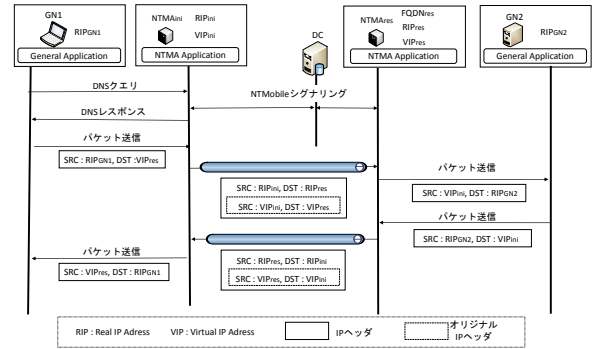 GN1
RIPGN1
General Application
NTMAini
RIPini
VIPini
NTMA Application
DC
NTMAres
FQDNres
RIPres
VIPres
NTMA Application
GN2
RIPGN2
General Application
DNSクエリ
NTMobileシグナリング
DNSレスポンス
パケット送信
SRC : RIPGN1, DST :VIPres
SRC : RIPini, DST : RIPres
SRC : VIPini, DST : VIPres
パケット送信
SRC : VIPini, DST : RIPGN2
パケット送信
SRC : RIPGN2, DST : VIPini
パケット送信
SRC : VIPres, DST : RIPGN1
SRC : RIPres, DST : RIPini
SRC : VIPres, DST : VIPini
RIP : Real IP Adress
VIP : Virtual IP Adress
IPヘッダ
オリジナル
IPヘッダ